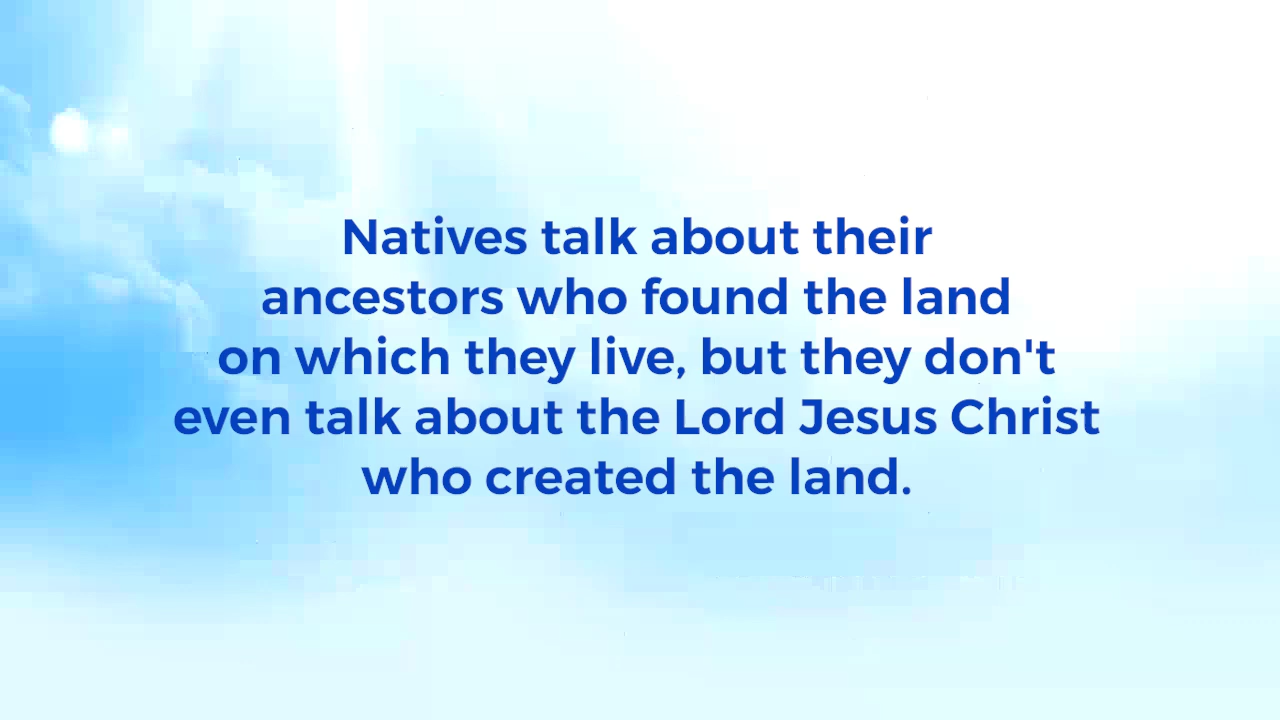 Natives talk about their
ancestors who found the land
on which they live, but they don't
even talk about the Lord Jesus Christ
who created the land.